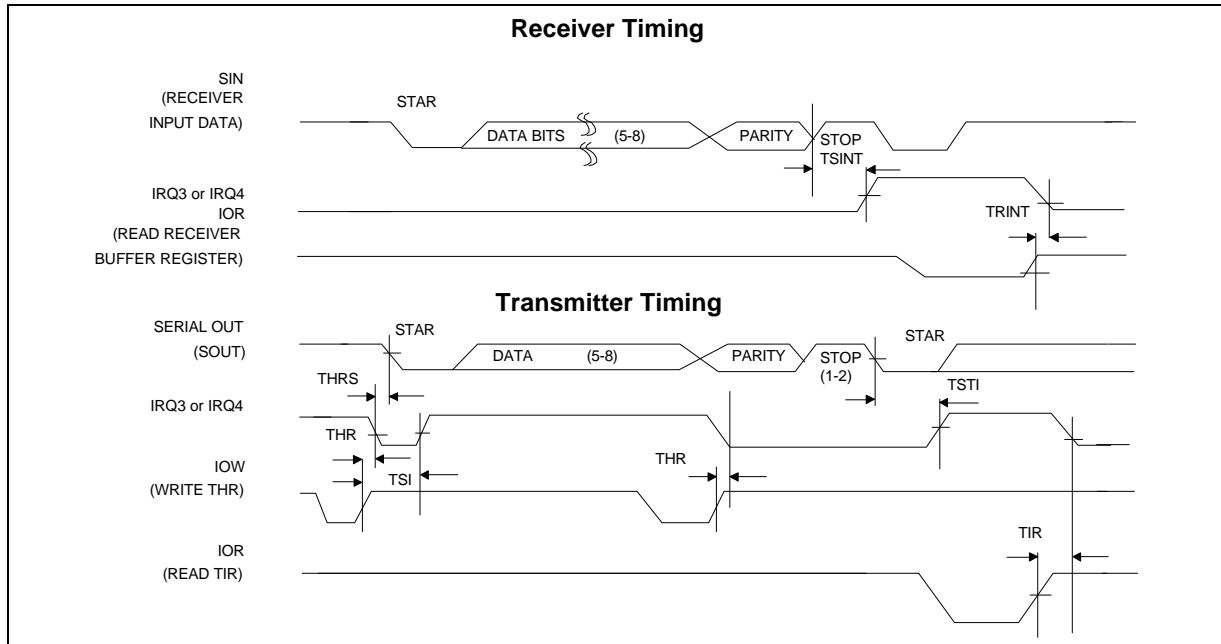 Receiver Timing
SIN
(RECEIVER
STAR
INPUT DATA)
DATA BITS (5-8)
PARITY
STOP
TSINT
IRQ3 or IRQ4
IOR
(READ RECEIVER
TRINT
BUFFER REGISTER)
Transmitter Timing
SERIAL OUT
(SOUT)
STAR
STAR
DATA (5-8)
PARITY
STOP
(1-2)
THRS
TSTI
IRQ3 or IRQ4
THR
THR
IOW
(WRITE THR)
TSI
IOR
(READ TIR)
TIR